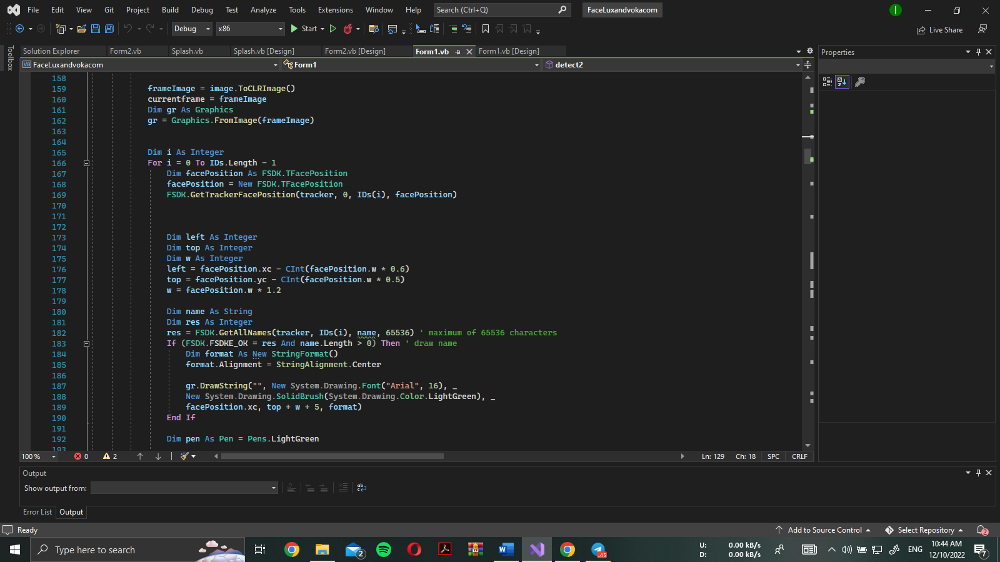 File Edit View Git Project Build Debug Test Analyze Tools Extensions Window Help Search (Ctrl+Q) FaceLuxandvokacom
Debug x86 Start Live Share
Toolbox
Solution Explorer Form2.vb Splash.vb Splash.vb [Design] Form2.vb [Design] Form1.vb Form1.vb [Design] Properties
VB FaceLuxandvokacom Form1 detect2
158
159 frameImage = image.ToCLRImage()
160 currentframe = frameImage
161 Dim gr As Graphics
162 gr = Graphics.FromImage(frameImage)
163
164
165 Dim i As Integer
166 For i = 0 To IDs.Length - 1
167 Dim facePosition As FSDK.TFacePosition
168 facePosition = New FSDK.TFacePosition
169 FSDK.GetTrackerFacePosition(tracker, 0, IDs(i), facePosition)
170
171
172
173 Dim left As Integer
174 Dim top As Integer
175 Dim w As Integer
176 left = facePosition.xc - CInt(facePosition.w * 0.6)
177 top = facePosition.yc - CInt(facePosition.w * 0.5)
178 w = facePosition.w * 1.2
179
180 Dim name As String
181 Dim res As Integer
182 res = FSDK.GetAllNames(tracker, IDs(i), name, 65536) ' maximum of 65536 characters
183 If (FSDK.FSDKE_OK = res And name.Length > 0) Then ' draw name
184 Dim format As New StringFormat()
185 format.Alignment = StringAlignment.Center
186
187 gr.DrawString("", New System.Drawing.Font("Arial", 16), _
188 New System.Drawing.SolidBrush(System.Drawing.Color.LightGreen), _
189 facePosition.xc, top + w + 5, format)
190 End If
191
192 Dim pen As Pen = Pens.LightGreen
193
100 % 0 2 Ln: 129 Ch: 18 SPC CRLF
Output
Show output from:
Error List Output
Ready Add to Source Control Select Repository 2
Type here to search 2 .45 U: 0.00 kB/s D: 0.00 kB/s ENG 10:44 AM 12/10/2022 7